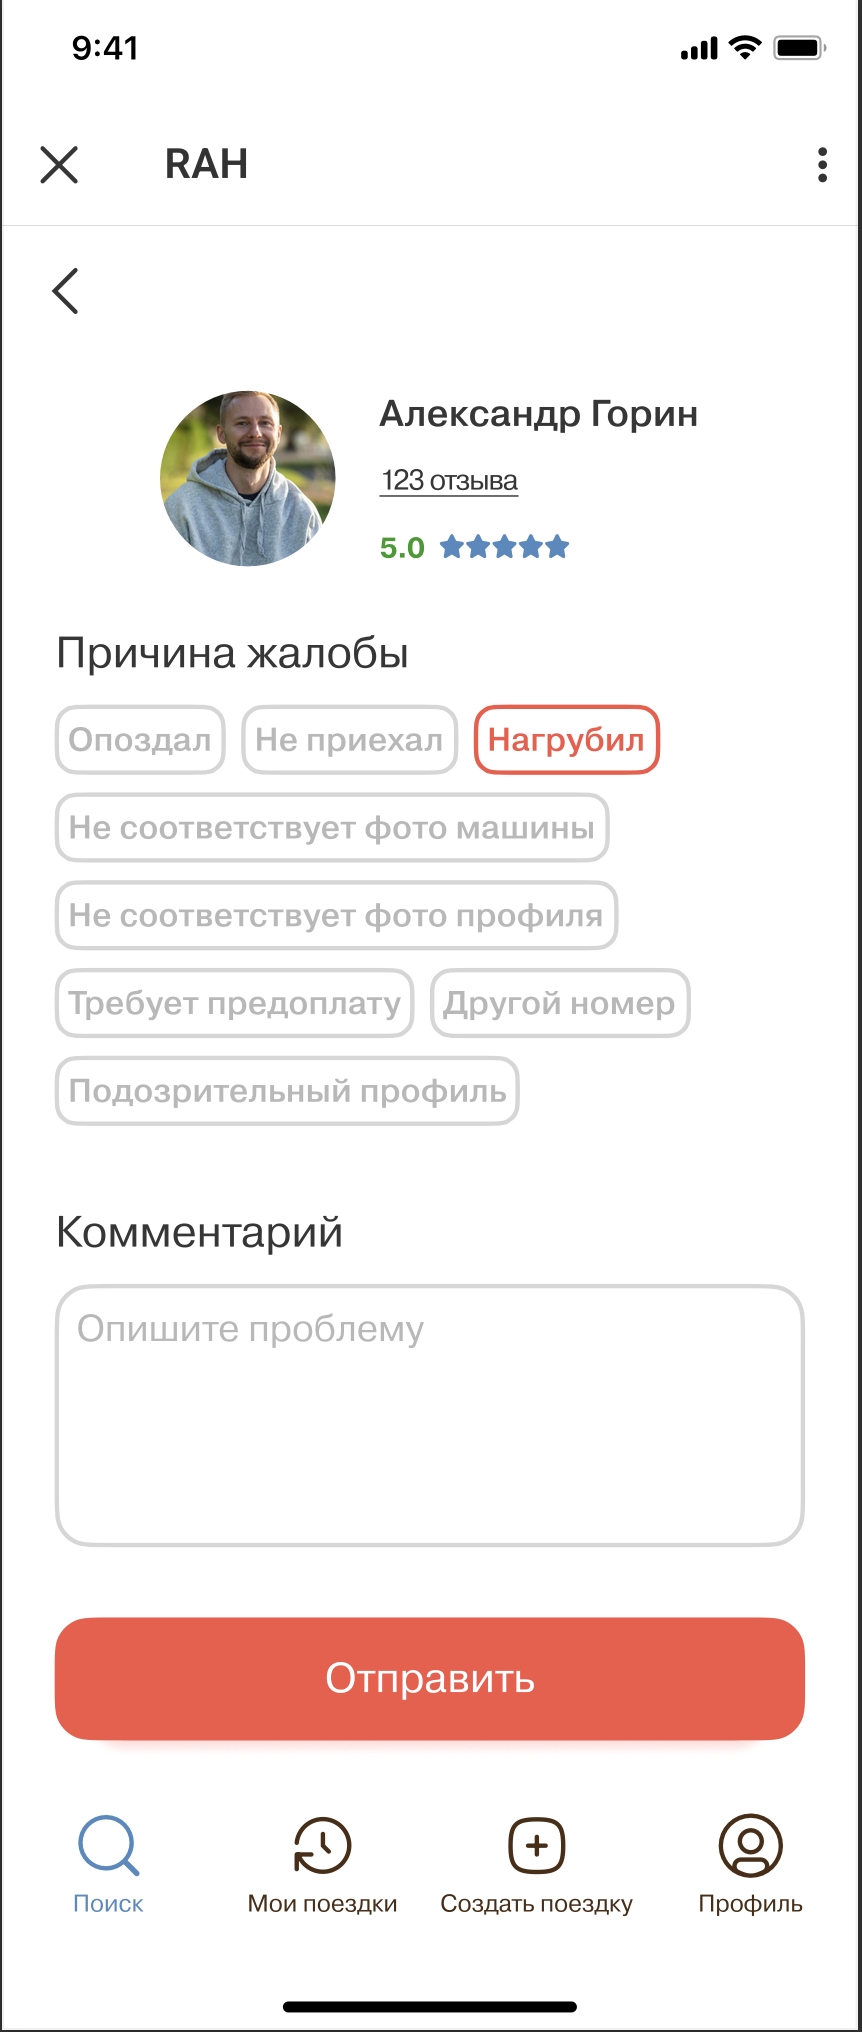 9:41
RAH
Александр Горин
123 отзыва
5.0
Причина жалобы
Опоздал Не приехал Нагрубил
Не соответствует фото машины
Не соответствует фото профиля
Требует предоплату Другой номер
Подозрительный профиль
Комментарий
Опишите проблему
Отправить
Поиск Мои поездки Создать поездку Профиль